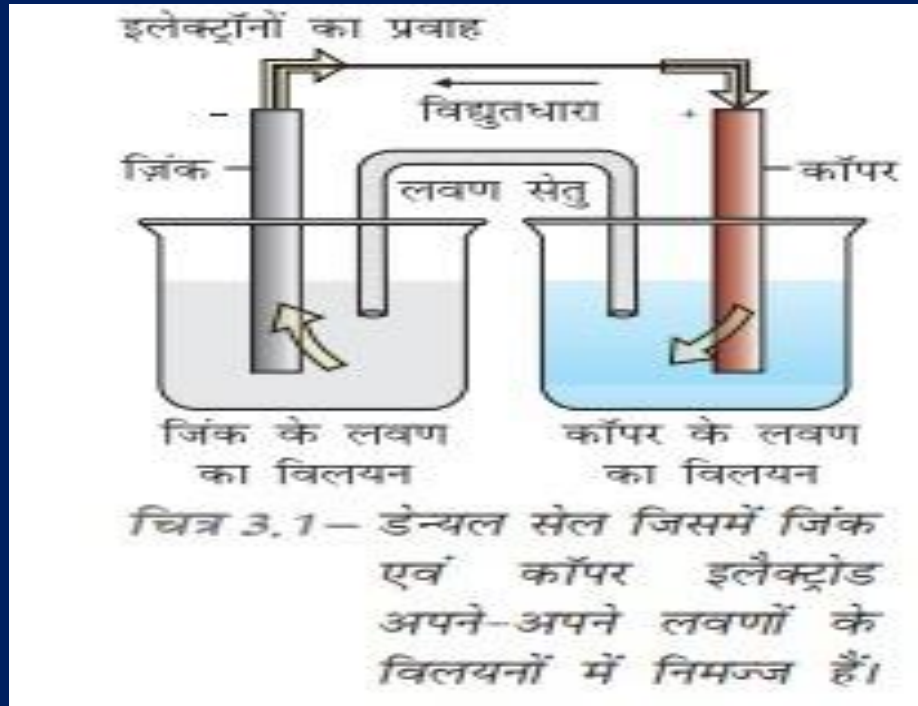 इलेक्ट्रॉनों का प्रवाह
विद्युतधारा
- +
ज़िंक
कॉपर
लवण सेतु
जिंक के लवण
का विलयन
कॉपर के लवण
का विलयन
चित्र 3.1– डेन्यल सेल जिसमें जिंक
एवं कॉपर इलैक्ट्रोड
अपने-अपने लवणों के
विलयनों में निमज्ज हैं।